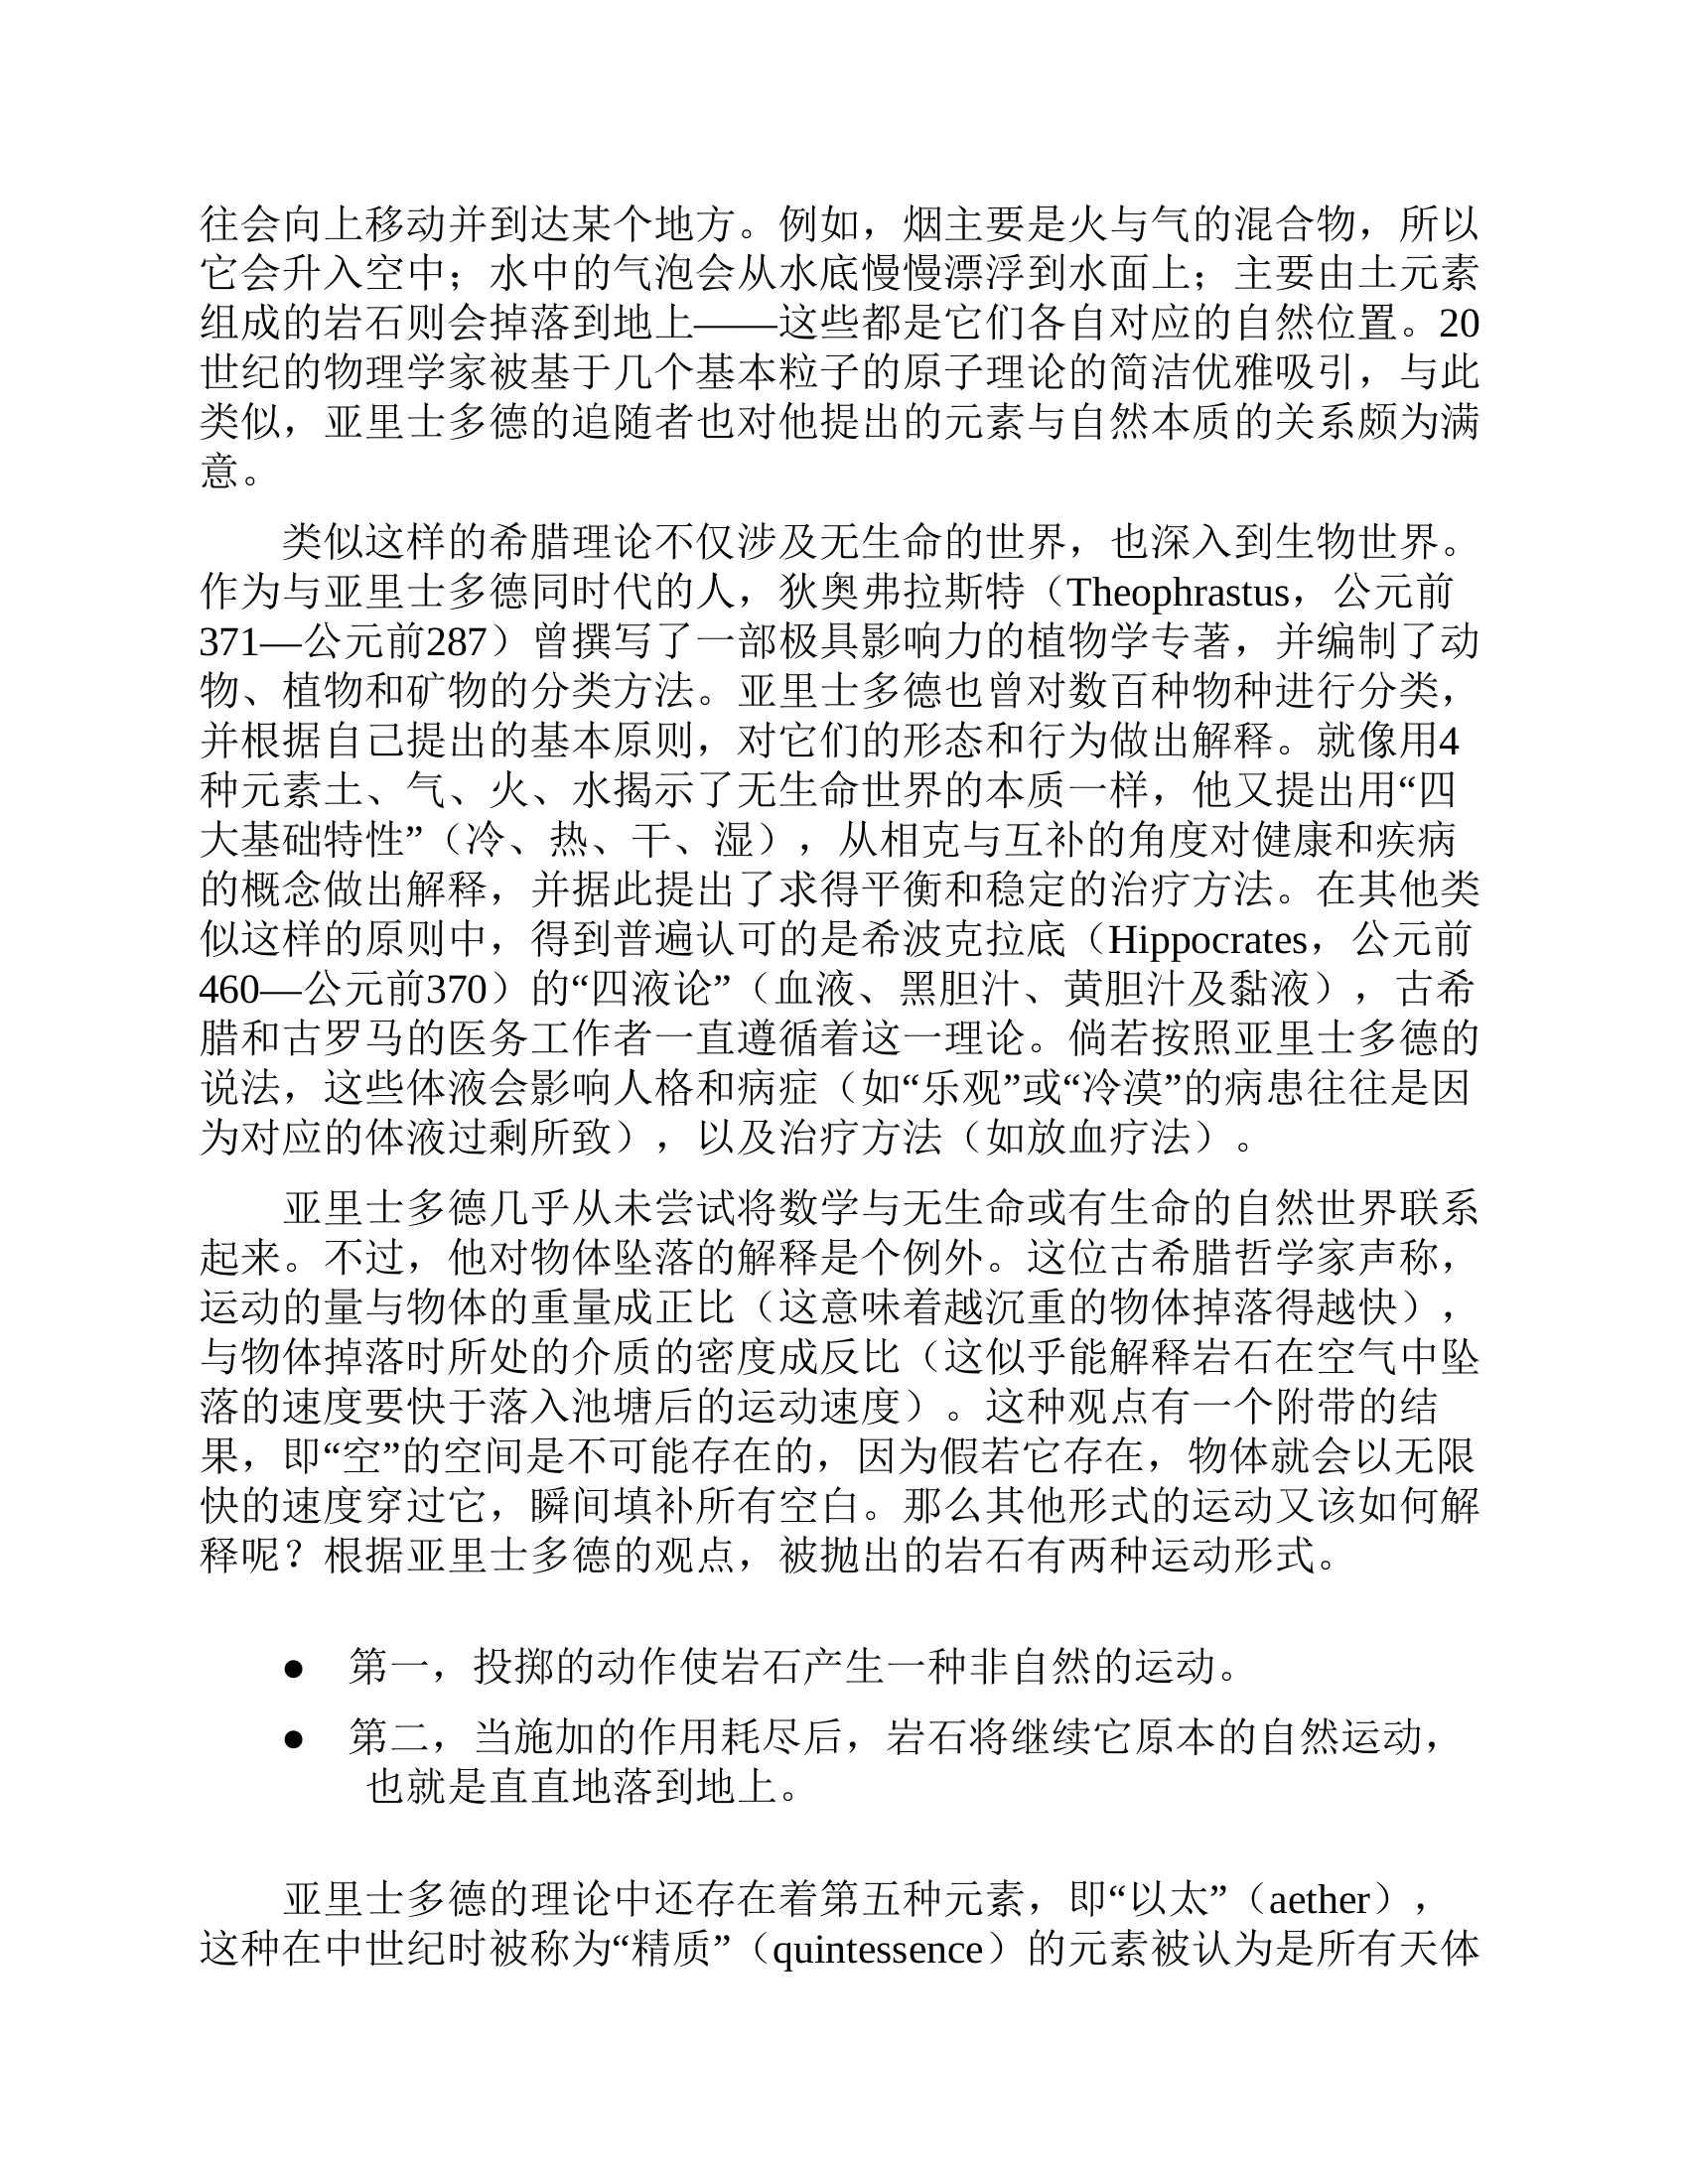 往会向上移动并到达某个地方。例如，烟主要是火与气的混合物，所以
它会升入空中；水中的气泡会从水底慢慢漂浮到水面上；主要由土元素
组成的岩石则会掉落到地上——这些都是它们各自对应的自然位置。20
世纪的物理学家被基于几个基本粒子的原子理论的简洁优雅吸引，与此
类似，亚里士多德的追随者也对他提出的元素与自然本质的关系颇为满
意。
类似这样的希腊理论不仅涉及无生命的世界，也深入到生物世界。
作为与亚里士多德同时代的人，狄奥弗拉斯特（Theophrastus，公元前
371—公元前287）曾撰写了一部极具影响力的植物学专著，并编制了动
物、植物和矿物的分类方法。亚里士多德也曾对数百种物种进行分类，
并根据自己提出的基本原则，对它们的形态和行为做出解释。就像用4
种元素土、气、火、水揭示了无生命世界的本质一样，他又提出用“四
大基础特性”（冷、热、干、湿），从相克与互补的角度对健康和疾病
的概念做出解释，并据此提出了求得平衡和稳定的治疗方法。在其他类
似这样的原则中，得到普遍认可的是希波克拉底（Hippocrates，公元前
460—公元前370）的“四液论”（血液、黑胆汁、黄胆汁及黏液），古希
腊和古罗马的医务工作者一直遵循着这一理论。倘若按照亚里士多德的
说法，这些体液会影响人格和病症（如“乐观”或“冷漠”的病患往往是因
为对应的体液过剩所致），以及治疗方法（如放血疗法）。
亚里士多德几乎从未尝试将数学与无生命或有生命的自然世界联系
起来。不过，他对物体坠落的解释是个例外。这位古希腊哲学家声称，
运动的量与物体的重量成正比（这意味着越沉重的物体掉落得越快），
与物体掉落时所处的介质的密度成反比（这似乎能解释岩石在空气中坠
落的速度要快于落入池塘后的运动速度）。这种观点有一个附带的结
果，即“空”的空间是不可能存在的，因为假若它存在，物体就会以无限
快的速度穿过它，瞬间填补所有空白。那么其他形式的运动又该如何解
释呢？根据亚里士多德的观点，被抛出的岩石有两种运动形式。
● 第一，投掷的动作使岩石产生一种非自然的运动。
● 第二，当施加的作用耗尽后，岩石将继续它原本的自然运动，
也就是直直地落到地上。
亚里士多德的理论中还存在着第五种元素，即“以太”（aether），
这种在中世纪时被称为“精质”（quintessence）的元素被认为是所有天体